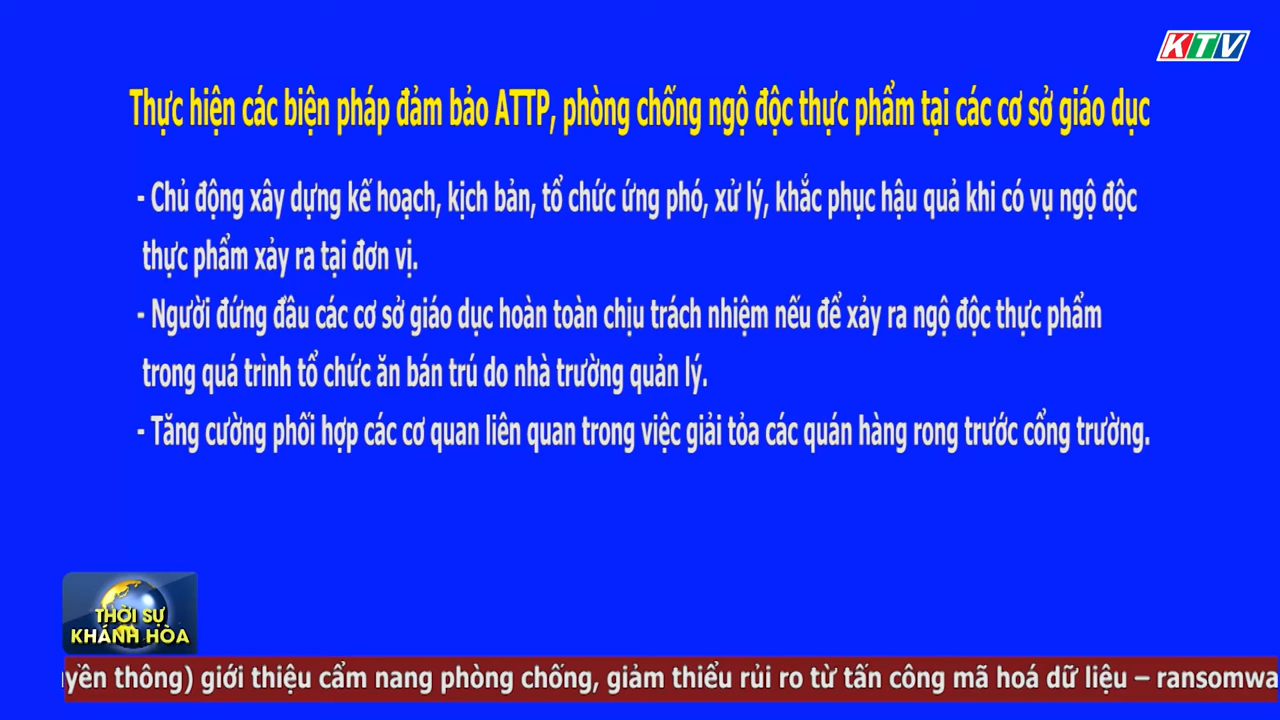 KTV
Thực hiện các biện pháp đảm bảo ATTP, phòng chống ngộ độc thực phẩm tại các cơ sở giáo dục
- Chủ động xây dựng kế hoạch, kịch bản, tổ chức ứng phó, xử lý, khắc phục hậu quả khi có vụ ngộ độc
thực phẩm xảy ra tại đơn vị.
- Người đứng đầu các cơ sở giáo dục hoàn toàn chịu trách nhiệm nếu để xảy ra ngộ độc thực phẩm
trong quá trình tổ chức ăn bán trú do nhà trường quản lý.
- Tăng cường phối hợp các cơ quan liên quan trong việc giải tỏa các quán hàng rong trước cổng trường.
THỜI SỰ
KHÁNH HÒA
thông) giới thiệu cẩm nang phòng chống, giảm thiểu rủi ro từ tấn công mã hoá dữ liệu – ransomwa